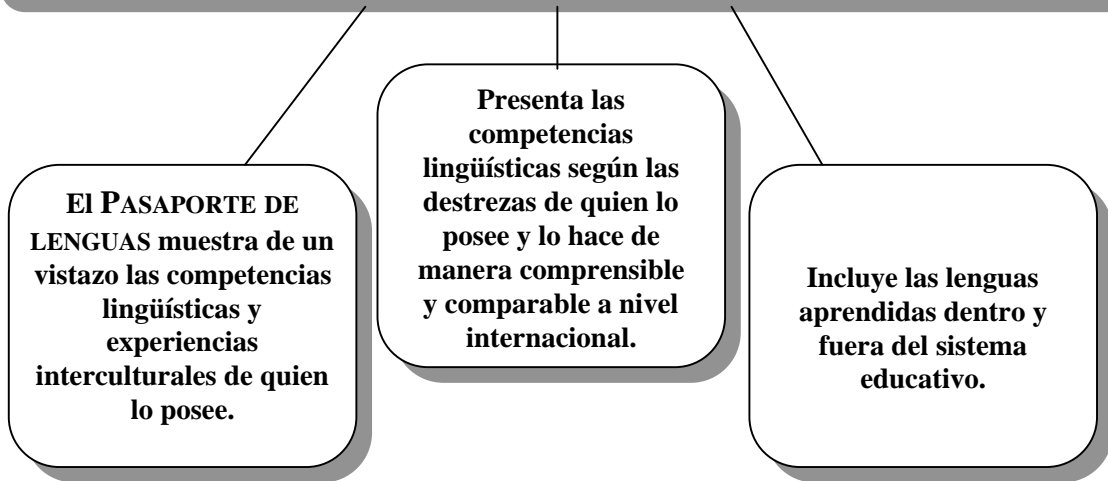 El PASAPORTE DE
LENGUAS muestra de un
vistazo las competencias
lingüísticas y
experiencias
interculturales de quien
lo posee.
Presenta las
competencias
lingüísticas según las
destrezas de quien lo
posee y lo hace de
manera comprensible
y comparable a nivel
internacional.
Incluye las lenguas
aprendidas dentro y
fuera del sistema
educativo.